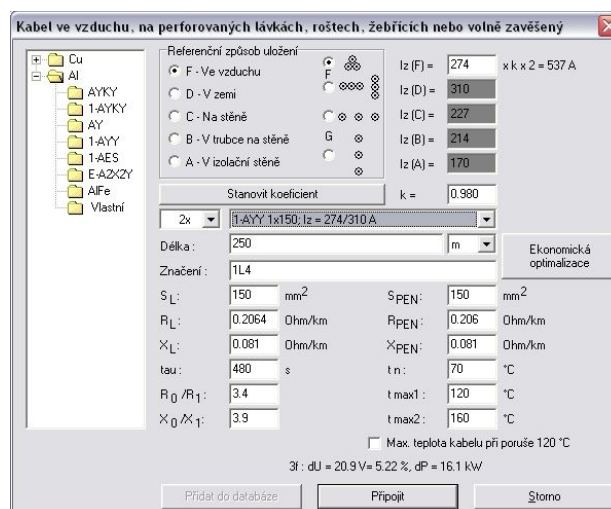 Kabel ve vzduchu, na perforovaných lávkách, roštech, žebřících nebo volně zavěšený
Cu
Al
AYKY
1-AYKY
AY
1-AYY
1-AES
E-A2X2Y
AlFe
Vlastní
Referenční způsob uložení
F - Ve vzduchu
D - V zemi
C - Na stěně
B - V trubce na stěně
A - V izolační stěně
F
G
Iz (F) = 274 x k x 2 = 537 A
Iz (D) = 310
Iz (C) = 227
Iz (B) = 214
Iz (A) = 170
Stanovit koeficient
k = 0.980
2x
1-AYY 1x150; Iz = 274/310 A
Délka : 250 m
Značení : 1L4
Ekonomická
optimalizace
SL: 150 mm2 SPEN: 150 mm2
RL: 0.2064 Ohm/km RPEN: 0.206 Ohm/km
XL: 0.081 Ohm/km XPEN: 0.081 Ohm/km
tau: 480 s t n : 70 °C
R0 /R1: 3.4 t max1 : 120 °C
X0 /X1: 3.9 t max2 : 160 °C
Max. teplota kabelu při poruše 120 °C
3f : dU = 20.9 V= 5.22 %, dP = 16.1 kW
Přidat do databáze
Připojit
Storno